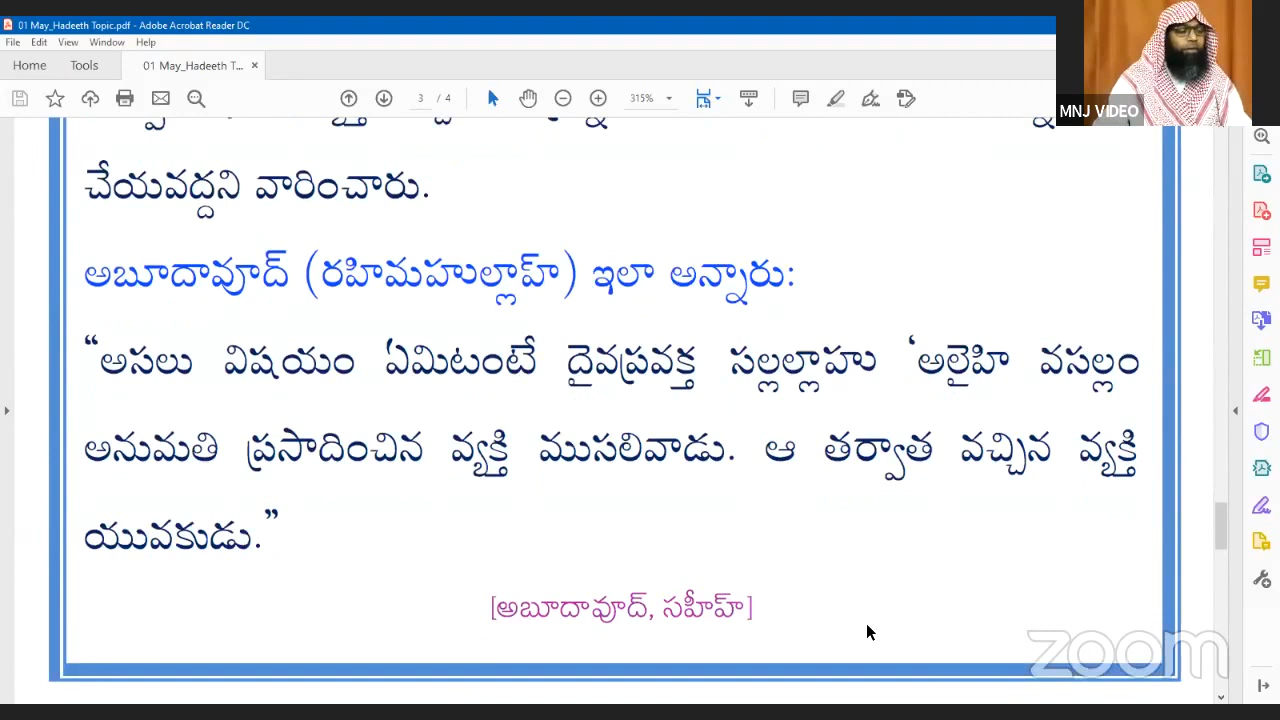 01 May_Hadeeth Topic.pdf - Adobe Acrobat Reader DC
File Edit View Window Help
Home Tools 01 May_Hadeeth T... ×
3 / 4 315%
MNJ VIDEO
చేయవద్దని వారించారు.
అబూదావూద్ (రహిమహుల్లాహ్) ఇలా అన్నారు:
“అసలు విషయం ఏమిటంటే దైవప్రవక్త సల్లల్లాహు ‘అలైహి వసల్లం
అనుమతి ప్రసాదించిన వ్యక్తి ముసలివాడు. ఆ తర్వాత వచ్చిన వ్యక్తి
యువకుడు.”
[అబూదావూద్, సహీహ్]
zoom